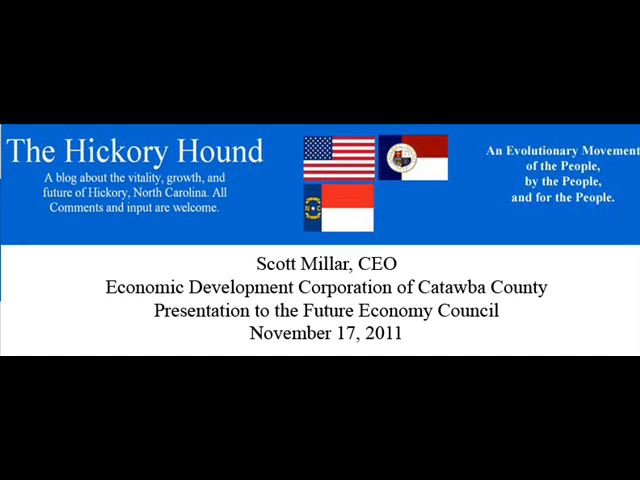 The Hickory Hound
A blog about the vitality, growth, and
future of Hickory, North Carolina. All
Comments and input are welcome.
N C
An Evolutionary Movement
of the People,
by the People,
and for the People.
Scott Millar, CEO
Economic Development Corporation of Catawba County
Presentation to the Future Economy Council
November 17, 2011